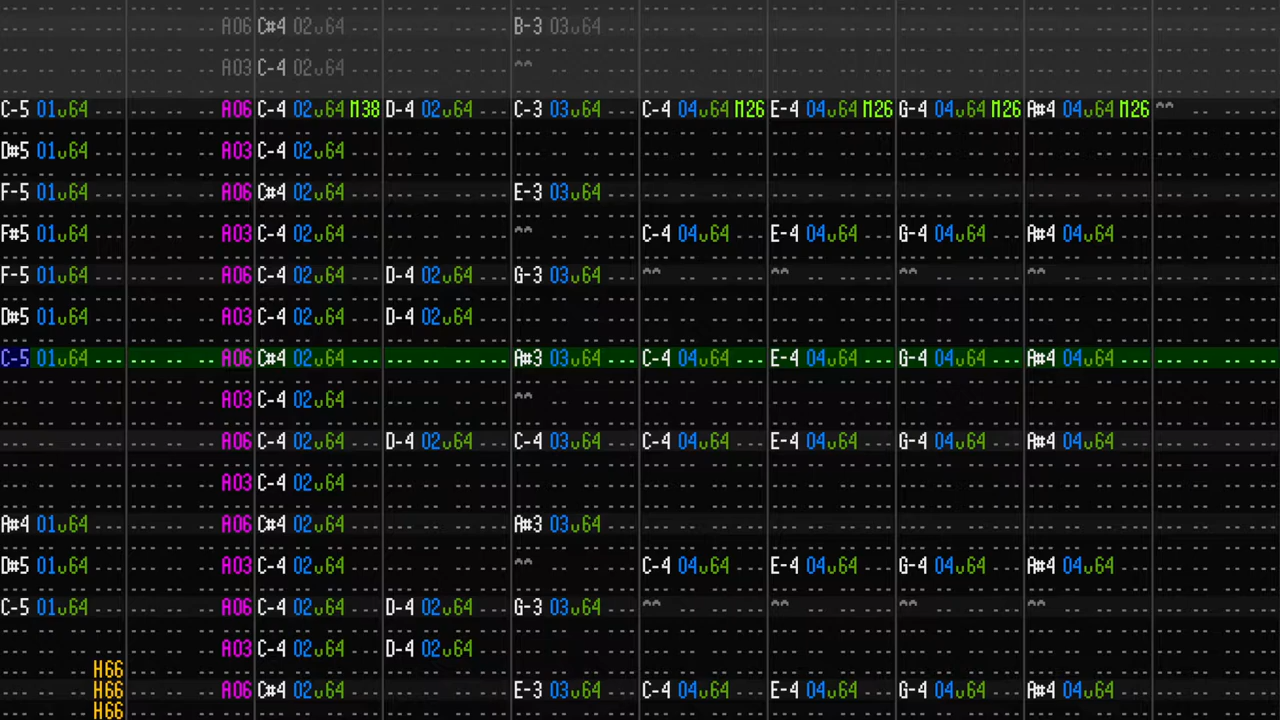 A06 C#4 02v64 B-3 03v64
A03 C-4 02v64 ^^
C-5 01v64 A06 C-4 02v64 M38 D-4 02v64 C-3 03v64 C-4 04v64 M26 E-4 04v64 M26 G-4 04v64 M26 A#4 04v64 M26 ^^
D#5 01v64 A03 C-4 02v64
F-5 01v64 A06 C#4 02v64 E-3 03v64
F#5 01v64 A03 C-4 02v64 ^^ C-4 04v64 E-4 04v64 G-4 04v64 A#4 04v64
F-5 01v64 A06 C-4 02v64 D-4 02v64 G-3 03v64 ^^ ^^ ^^ ^^
D#5 01v64 A03 C-4 02v64 D-4 02v64
C-5 01v64 A06 C#4 02v64 A#3 03v64 C-4 04v64 E-4 04v64 G-4 04v64 A#4 04v64
A03 C-4 02v64 ^^
A06 C-4 02v64 D-4 02v64 C-4 03v64 C-4 04v64 E-4 04v64 G-4 04v64 A#4 04v64
A03 C-4 02v64
A#4 01v64 A06 C#4 02v64 A#3 03v64
D#5 01v64 A03 C-4 02v64 ^^ C-4 04v64 E-4 04v64 G-4 04v64 A#4 04v64
C-5 01v64 A06 C-4 02v64 D-4 02v64 G-3 03v64 ^^ ^^ ^^ ^^
A03 C-4 02v64 D-4 02v64
H66
H66 A06 C#4 02v64 E-3 03v64 C-4 04v64 E-4 04v64 G-4 04v64 A#4 04v64
H66